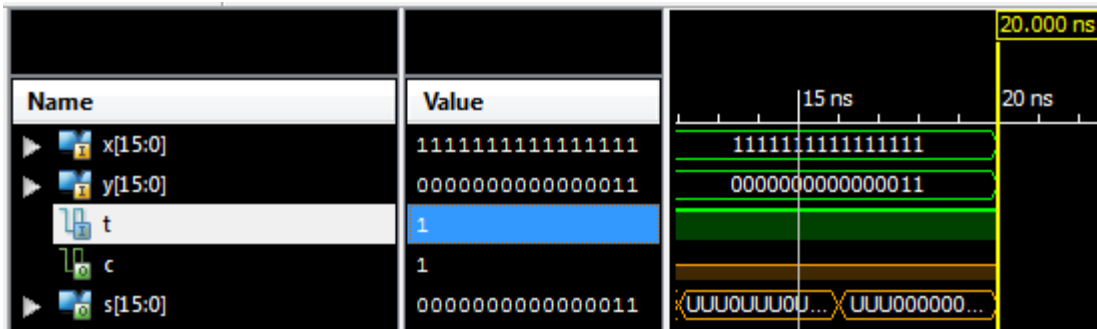 20.000 ns
Name Value 15 ns 20 ns
x[15:0] 1111111111111111 1111111111111111
y[15:0] 0000000000000011 0000000000000011
t 1
c 1
s[15:0] 0000000000000011 UUU0UUU0U... UUU000000...